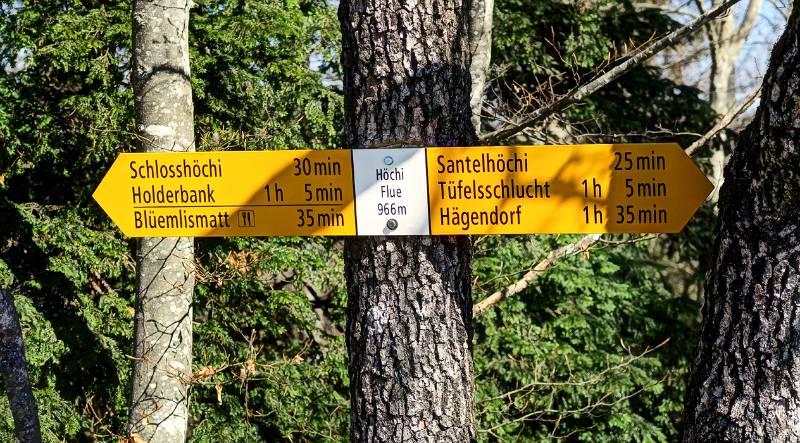 Schlosshöchi 30 min
Holderbank 1 h 5 min
Blüemlismatt 35 min
Höchi
Flue
966m
Santelhöchi 25 min
Tüfelsschlucht 1 h 5 min
Hägendorf 1 h 35 min